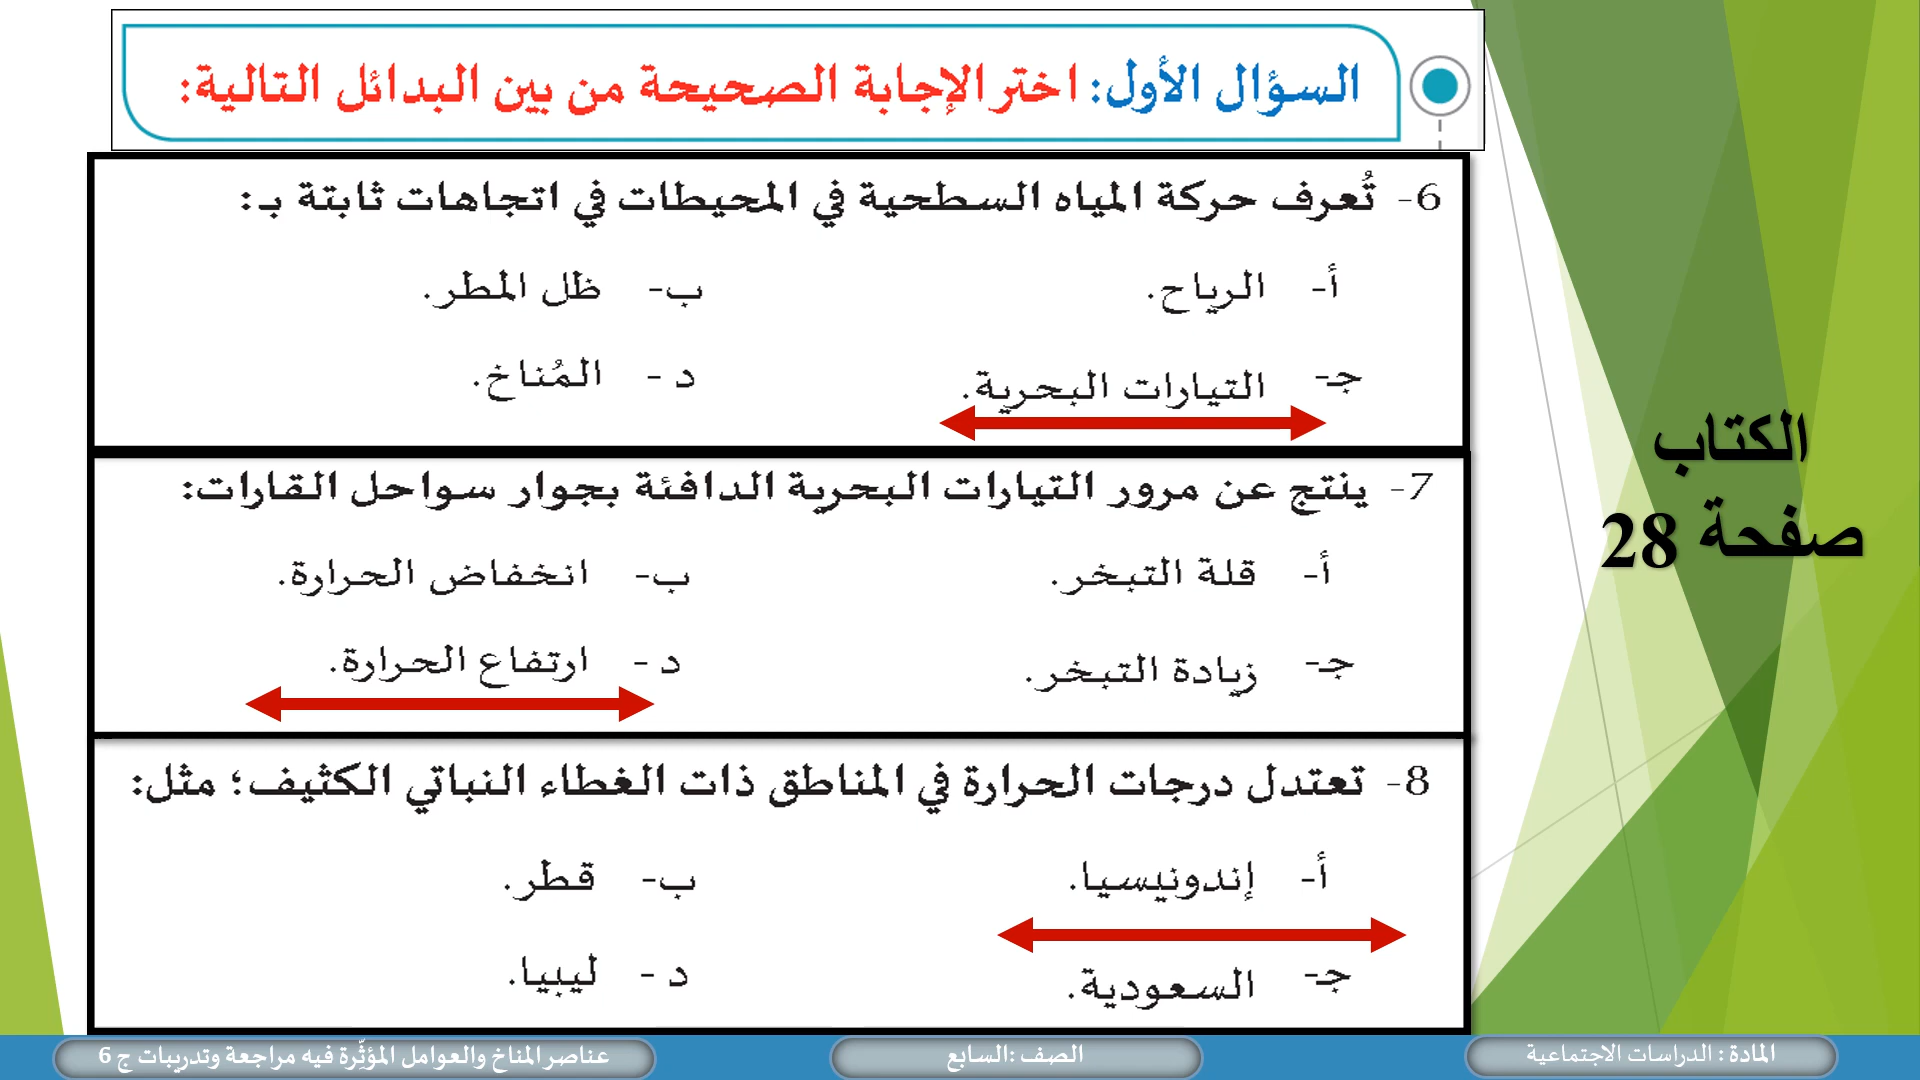 السؤال الأول: اختر الإجابة الصحيحة من بين البدائل التالية:
6- تُعرف حركة المياه السطحية في المحيطات في اتجاهات ثابتة بـ:
أ- الرياح. ب- ظل المطر.
جـ- التيارات البحرية. د - المُناخ.
7- ينتج عن مرور التيارات البحرية الدافئة بجوار سواحل القارات:
أ- قلة التبخر. ب- انخفاض الحرارة.
جـ- زيادة التبخر. د - ارتفاع الحرارة.
8- تعتدل درجات الحرارة في المناطق ذات الغطاء النباتي الكثيف؛ مثل:
أ- إندونيسيا. ب- قطر.
جـ- السعودية. د - ليبيا.
الكتاب
صفحة 28
المادة : الدراسات الاجتماعية
الصف :السابع
عناصر المناخ والعوامل المؤثِّرة فيه مراجعة وتدريبات ج 6